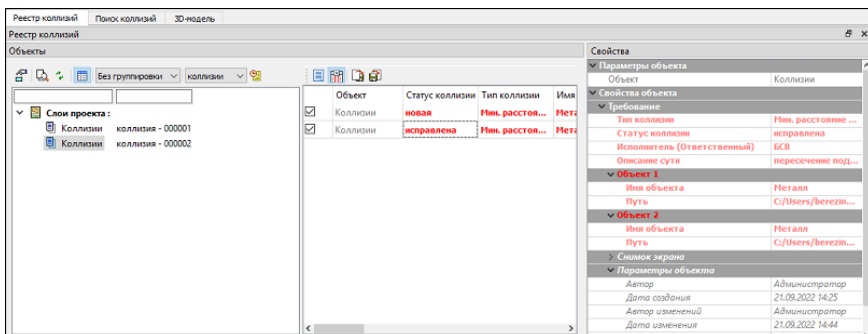 Реестр коллизий Поиск коллизий 3D-модель
Реестр коллизий
Объекты
Свойства
Без группировки коллизии
Слои проекта :
Коллизии коллизия - 000001
Коллизии коллизия - 000002
Объект Статус коллизии Тип коллизии Имя
Коллизии новая Мин. расстоя... Мета
Коллизии исправлена Мин. расстоя... Мета
Параметры объекта
Объект Коллизии
Свойства объекта
Требование
Тип коллизии Мин. расстояние ...
Статус коллизии исправлена
Исполнитель (Ответственный) БСВ
Описание сути пересечение под...
Объект 1
Имя объекта Металл
Путь C:/Users/berezin...
Объект 2
Имя объекта Металл
Путь C:/Users/berezin...
Снимок экрана
Параметры объекта
Автор Администратор
Дата создания 21.09.2022 14:25
Автор изменений Администратор
Дата изменения 21.09.2022 14:44